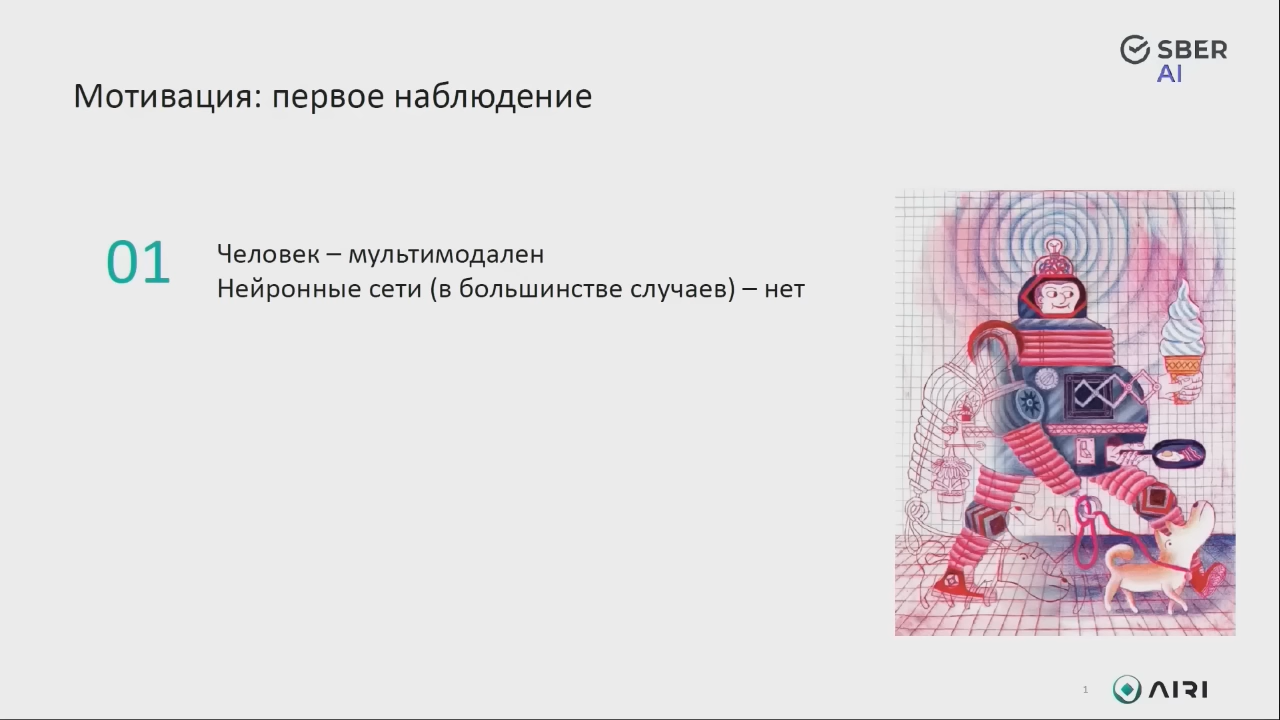 SBER
AI
Мотивация: первое наблюдение
01
Человек – мультимодален
Нейронные сети (в большинстве случаев) – нет
1
AIRI